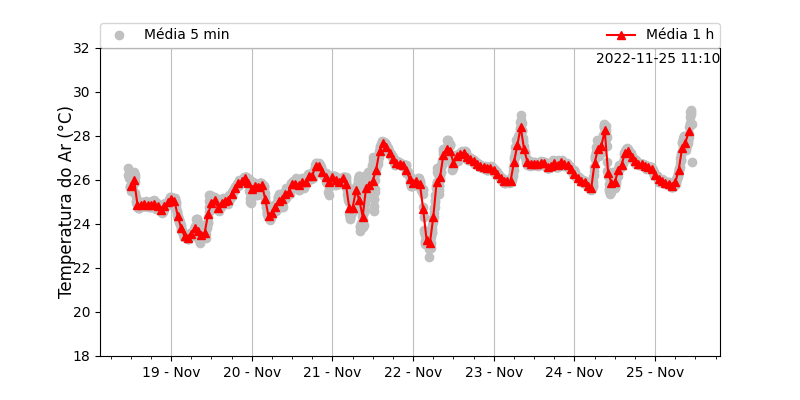 Média 5 min
Média 1 h
2022-11-25 11:10
Temperatura do Ar (°C)
32
30
28
26
24
22
20
18
19 - Nov
20 - Nov
21 - Nov
22 - Nov
23 - Nov
24 - Nov
25 - Nov